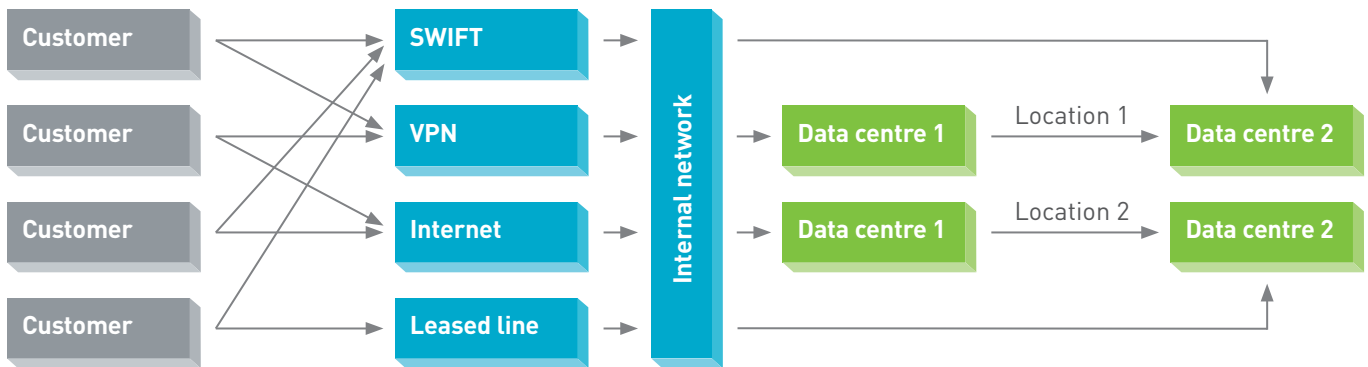 Customer
SWIFT
Customer
VPN
Data centre 1
Location 1
Data centre 2
Customer
Internet
Internal network
Data centre 1
Location 2
Data centre 2
Customer
Leased line